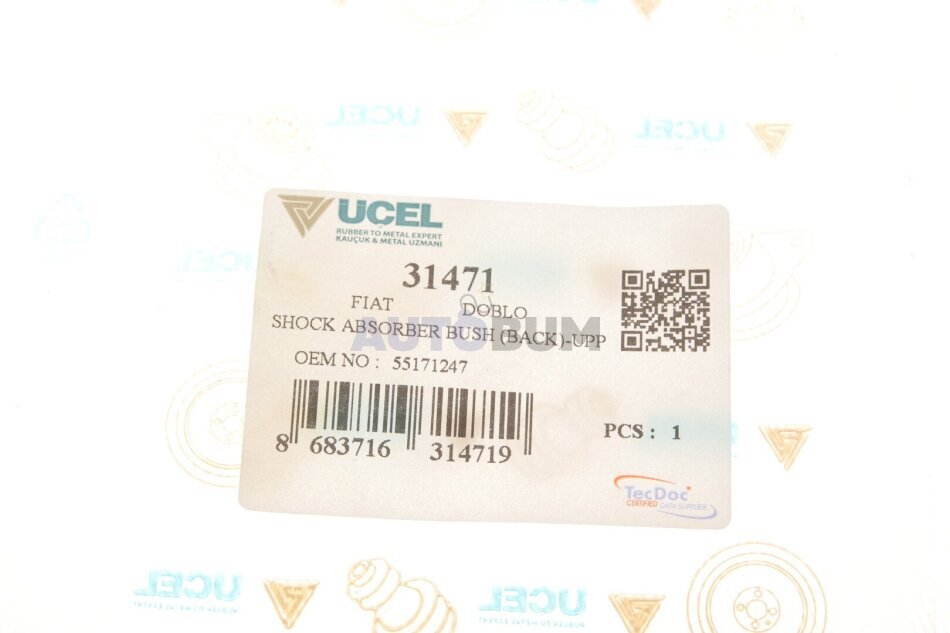 UCEL
UCEL
UÇEL
RUBBER TO METAL EXPERT
KAUÇUK & METAL UZMANI
31471
FIAT DOBLO
SHOCK ABSORBER BUSH (BACK)-UPP
AUTOBUM
OEM NO : 55171247
8 683716 314719
PCS : 1
TecDoc
CERTIFIED DATA SUPPLIER
UCEL
UCEL